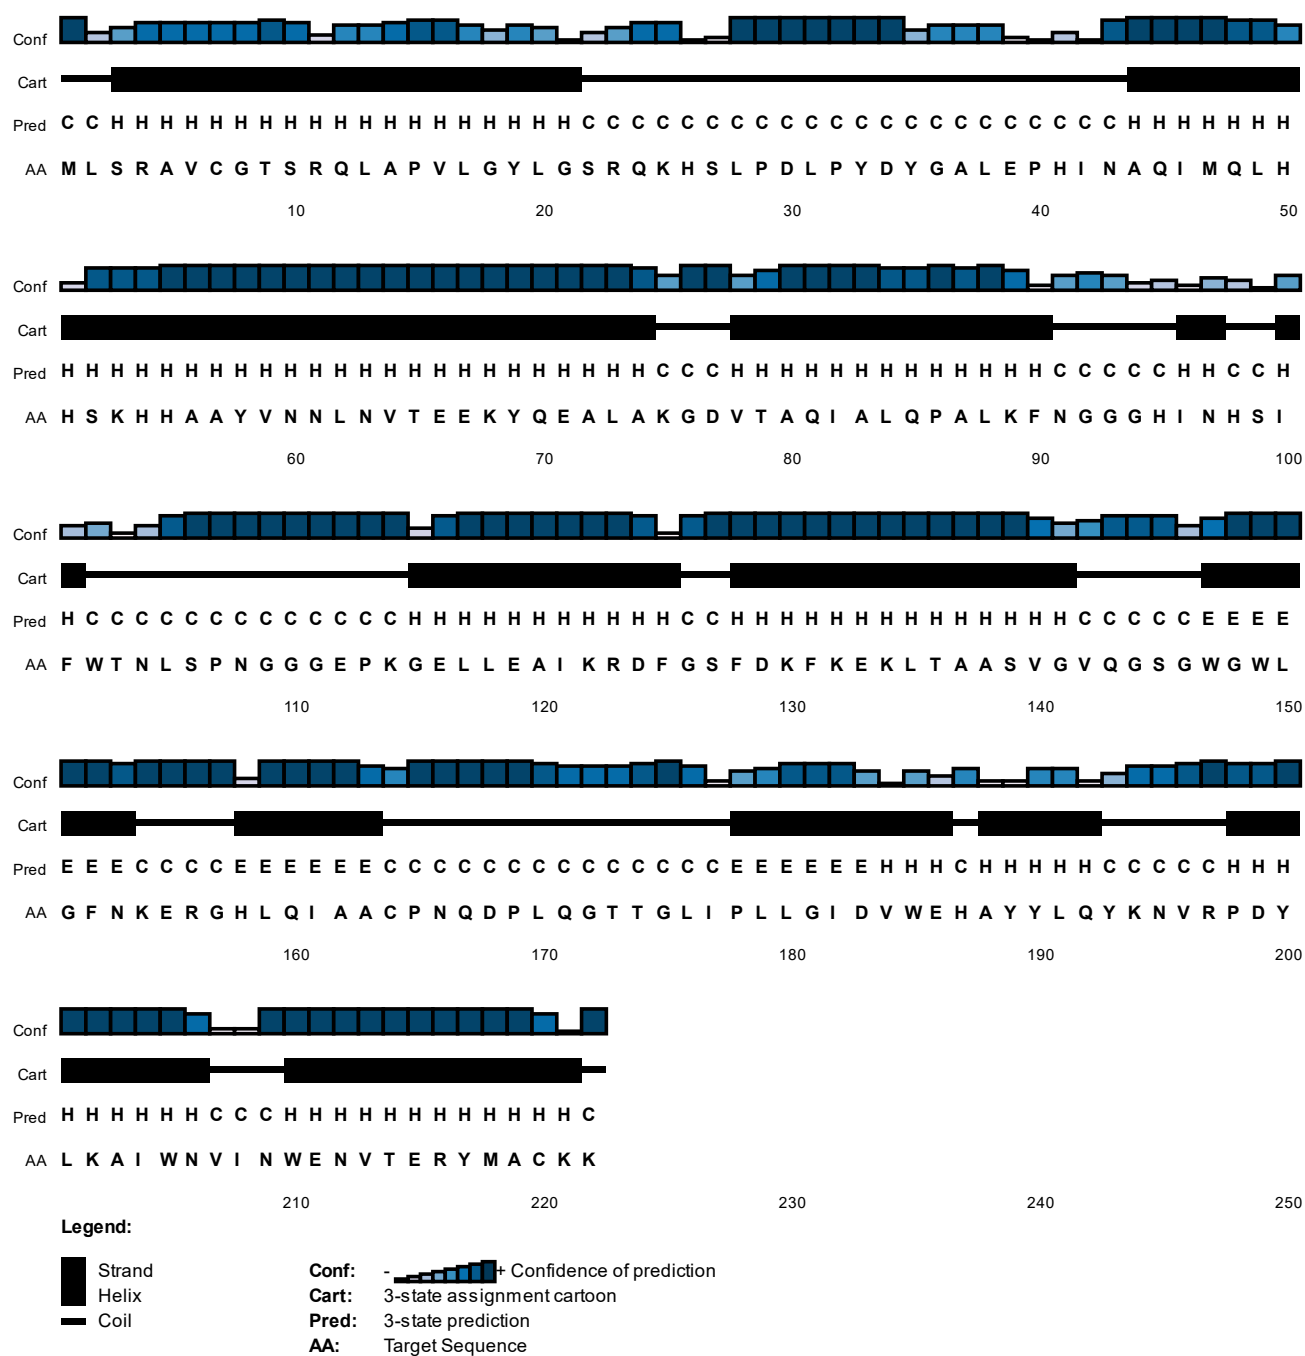 Conf
Cart
Pred C C H H H H H H H H H H H H H H H H H H H C C C C C C C C C C C C C C C C C C C C C C H H H H H H H
AA M L S R A V C G T S R Q L A P V L G Y L G S R Q K H S L P D L P Y D Y G A L E P H I N A Q I M Q L H
10 20 30 40 50
Conf
Cart
Pred H H H H H H H H H H H H H H H H H H H H H H H H C C C H H H H H H H H H H H H H C C C C C H H C C H
AA H S K H H A A Y V N N L N V T E E K Y Q E A L A K G D V T A Q I A L Q P A L K F N G G G H I N H S I
60 70 80 90 100
Conf
Cart
Pred H C C C C C C C C C C C C C H H H H H H H H H H H C C H H H H H H H H H H H H H H C C C C C E E E E
AA F W T N L S P N G G G E P K G E L L E A I K R D F G S F D K F K E K L T A A S V G V Q G S G W G W L
110 120 130 140 150
Conf
Cart
Pred E E E C C C C E E E E E E C C C C C C C C C C C C C C E E E E E E H H H C H H H H H C C C C C H H H
AA G F N K E R G H L Q I A A C P N Q D P L Q G T T G L I P L L G I D V W E H A Y Y L Q Y K N V R P D Y
160 170 180 190 200
Conf
Cart
Pred H H H H H H C C C H H H H H H H H H H H H C
AA L K A I W N V I N W E N V T E R Y M A C K K
210 220 230 240 250
Legend:
Strand Conf: - + Confidence of prediction
Helix Cart: 3-state assignment cartoon
Coil Pred: 3-state prediction
AA: Target Sequence